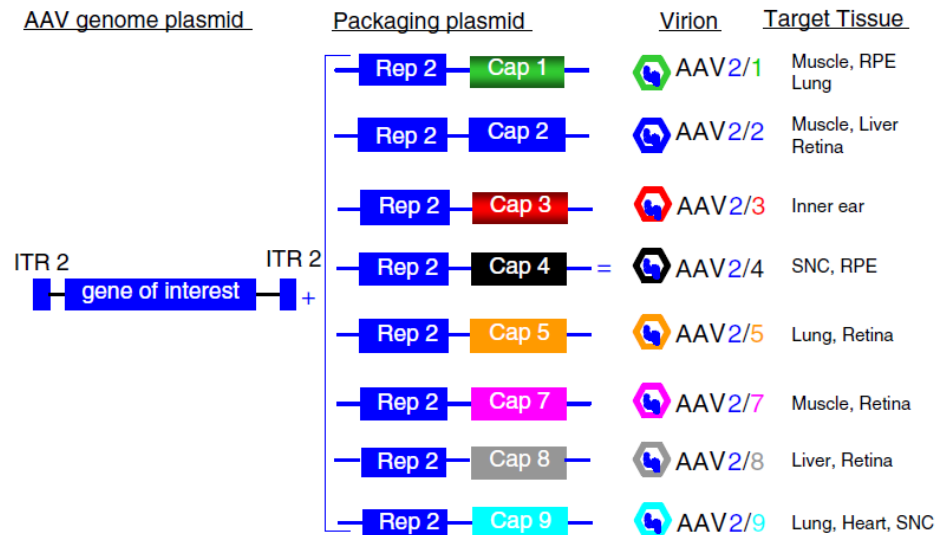 AAV genome plasmid
Packaging plasmid
Virion
Target Tissue
Rep 2
Cap 1
AAV2/1
Muscle, RPE
Lung
Rep 2
Cap 2
AAV2/2
Muscle, Liver
Retina
Rep 2
Cap 3
AAV2/3
Inner ear
ITR 2
gene of interest
ITR 2
+
Rep 2
Cap 4
=
AAV2/4
SNC, RPE
Rep 2
Cap 5
AAV2/5
Lung, Retina
Rep 2
Cap 7
AAV2/7
Muscle, Retina
Rep 2
Cap 8
AAV2/8
Liver, Retina
Rep 2
Cap 9
AAV2/9
Lung, Heart, SNC